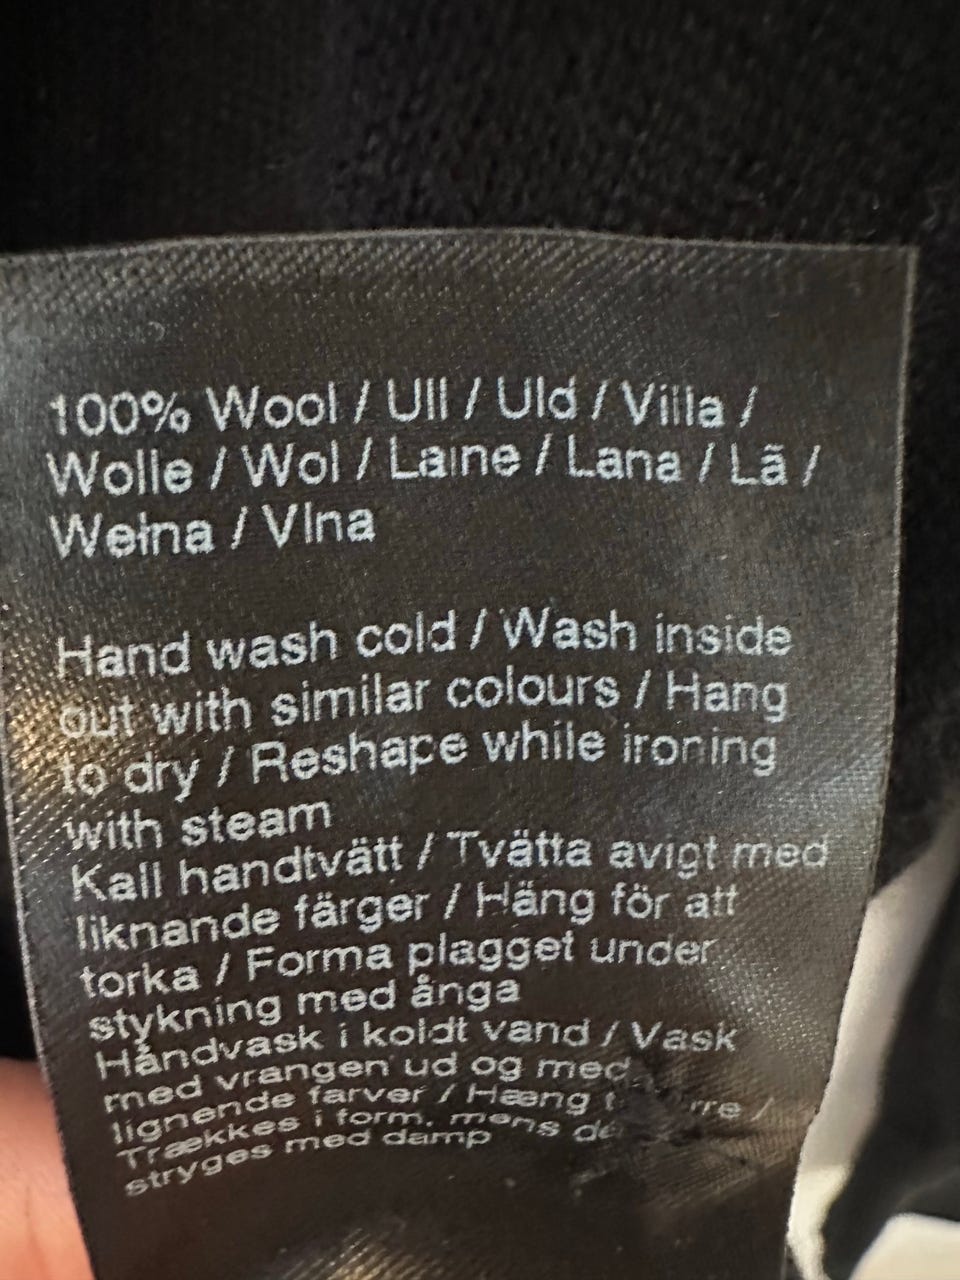 100% Wool / Ull / Uld / Villa /
Wolle / Wol / Laine / Lana / Lã /
Wełna / Vlna
Hand wash cold / Wash inside
out with similar colours / Hang
to dry / Reshape while ironing
with steam
Kall handtvätt / Tvätta avigt med
liknande färger / Häng för att
torka / Forma plagget under
stykning med ånga
Håndvask i koldt vand / Vask
med vrangen ud og med
lignende farver / Hæng /
Trækkes i form, mens
stryges med damp